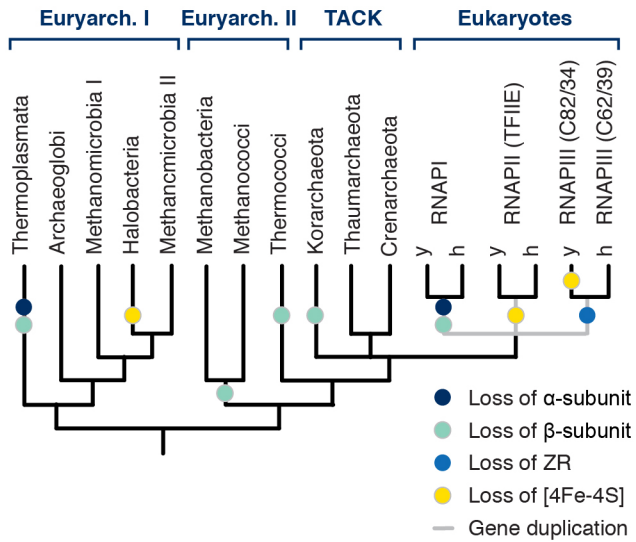 Euryarch. I
Euryarch. II
TACK
Eukaryotes
Thermoplasmata
Archaeoglobi
Methanomicrobia I
Halobacteria
Methancmicrobia II
Methanobacteria
Methanococci
Thermococci
Korarchaeota
Thaumarchaeota
Crenarchaeota
RNAPI
RNAPII (TFIIE)
RNAPIII (C82/34)
RNAPIII (C62/39)
y
h
y
h
y
h
Loss of α-subunit
Loss of β-subunit
Loss of ZR
Loss of [4Fe-4S]
Gene duplication